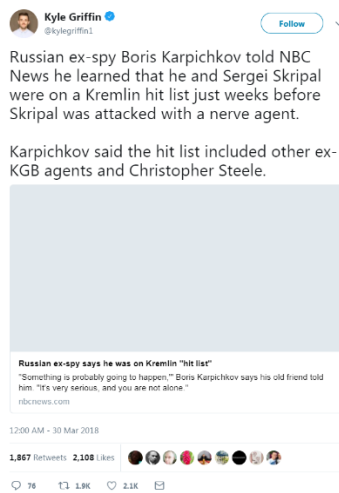 Kyle Griffin
@kylegriffin1
Follow
Russian ex-spy Boris Karpichkov told NBC
News he learned that he and Sergei Skripal
were on a Kremlin hit list just weeks before
Skripal was attacked with a nerve agent.
Karpichkov said the hit list included other ex-
KGB agents and Christopher Steele.
Russian ex-spy says he was on Kremlin "hit list"
"Something is probably going to happen,'" Boris Karpichkov says his old friend told
him. "It's very serious, and you are not alone."
nbcnews.com
12:00 AM - 30 Mar 2018
1,867 Retweets 2,108 Likes
76 1.9K 2.1K